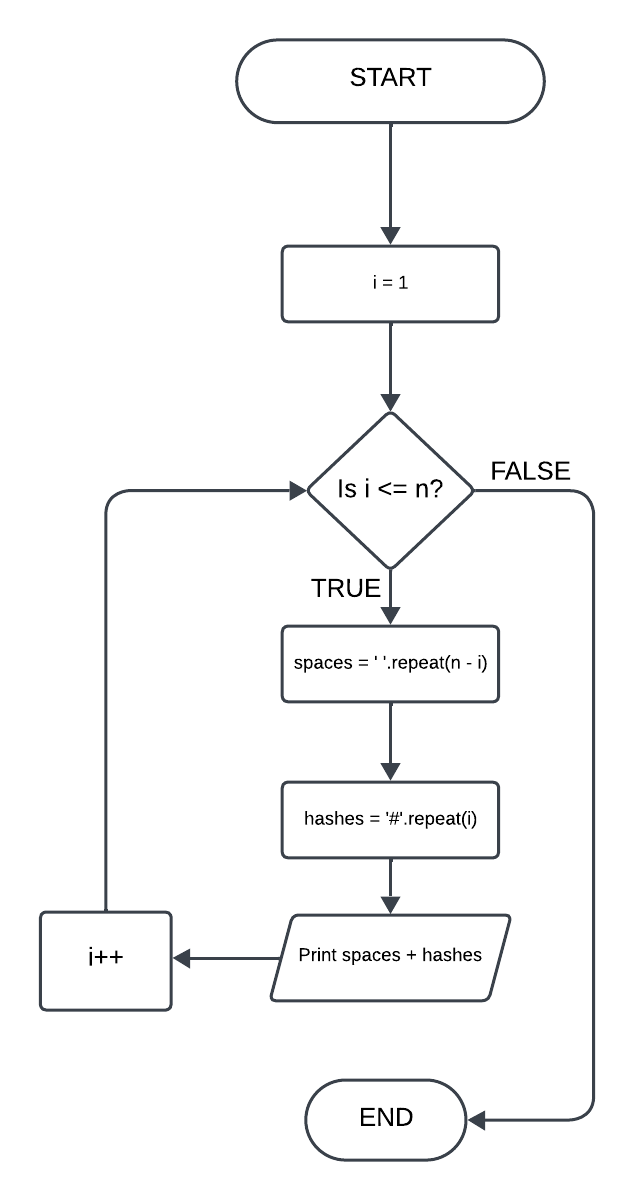 START
i = 1
Is i <= n?
FALSE
TRUE
spaces = ' '.repeat(n - i)
hashes = '#'.repeat(i)
Print spaces + hashes
i++
END